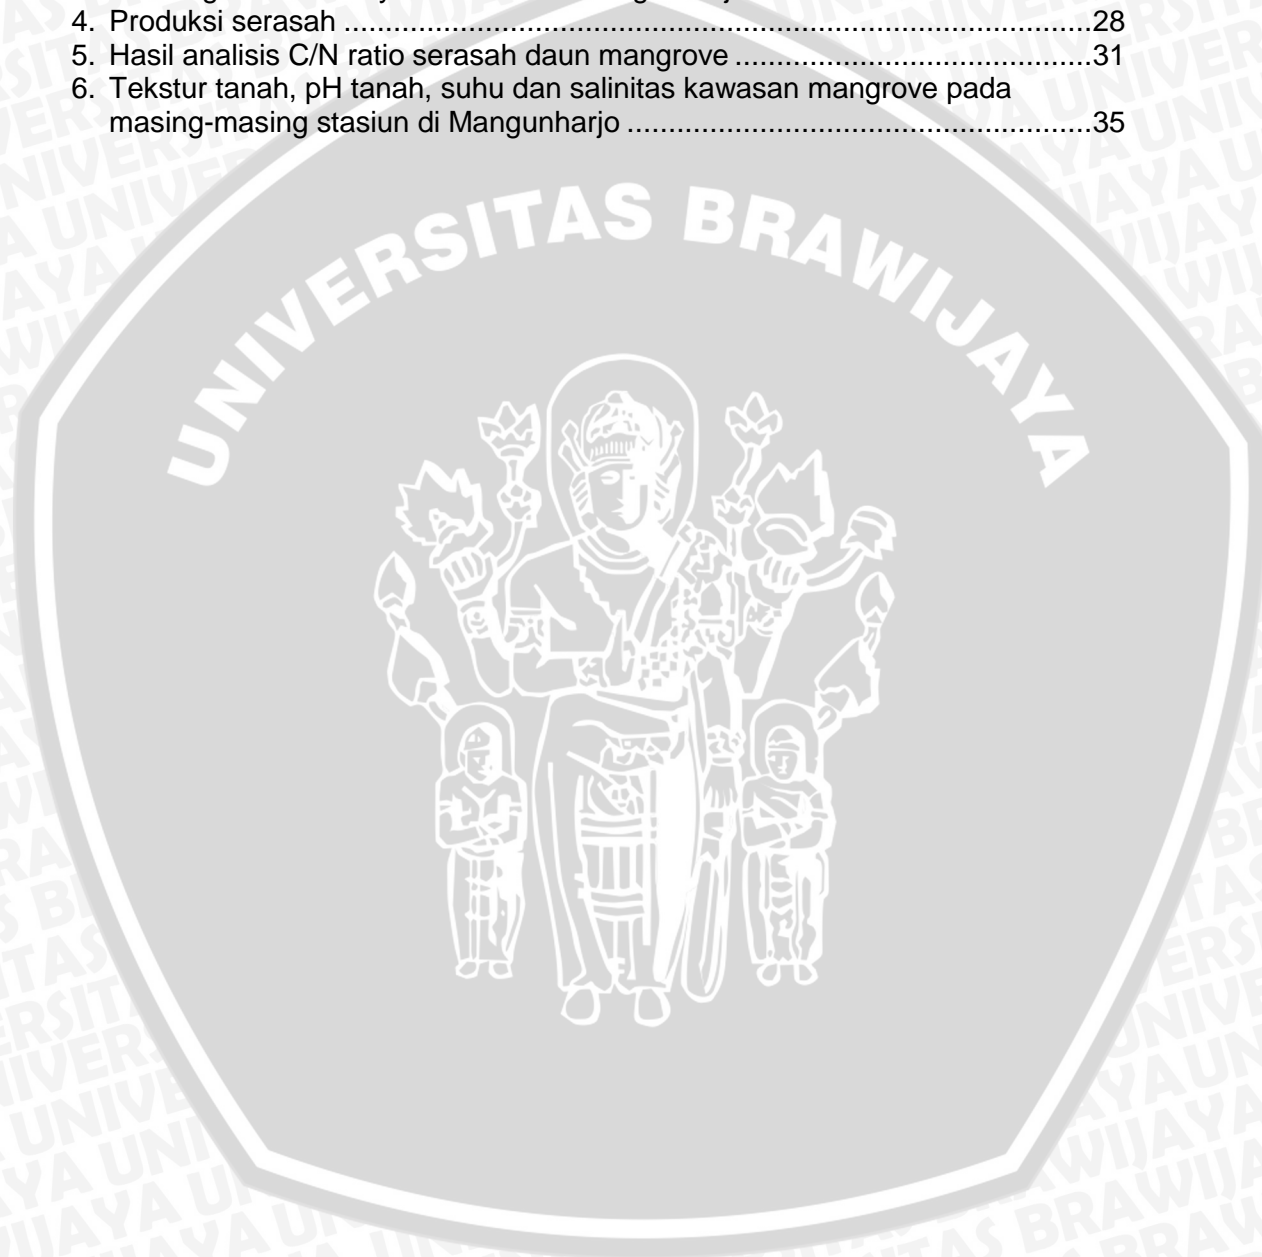 4. Produksi serasah ............................................................................28
5. Hasil analisis C/N ratio serasah daun mangrove ....................................31
6. Tekstur tanah, pH tanah, suhu dan salinitas kawasan mangrove pada
masing-masing stasiun di Mangunharjo ...............................................35
UNIVERSITAS BRAWIJAYA